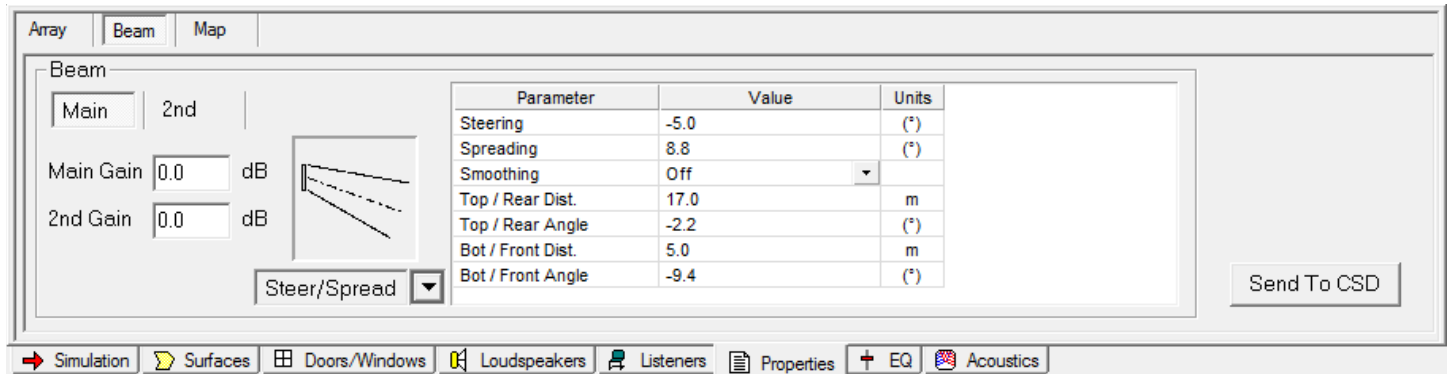 Array Beam Map
Beam
Main 2nd
Main Gain 0.0 dB
2nd Gain 0.0 dB
Steer/Spread
Parameter Value Units
Steering -5.0 (°)
Spreading 8.8 (°)
Smoothing Off
Top / Rear Dist. 17.0 m
Top / Rear Angle -2.2 (°)
Bot / Front Dist. 5.0 m
Bot / Front Angle -9.4 (°)
Send To CSD
Simulation Surfaces Doors/Windows Loudspeakers Listeners Properties EQ Acoustics